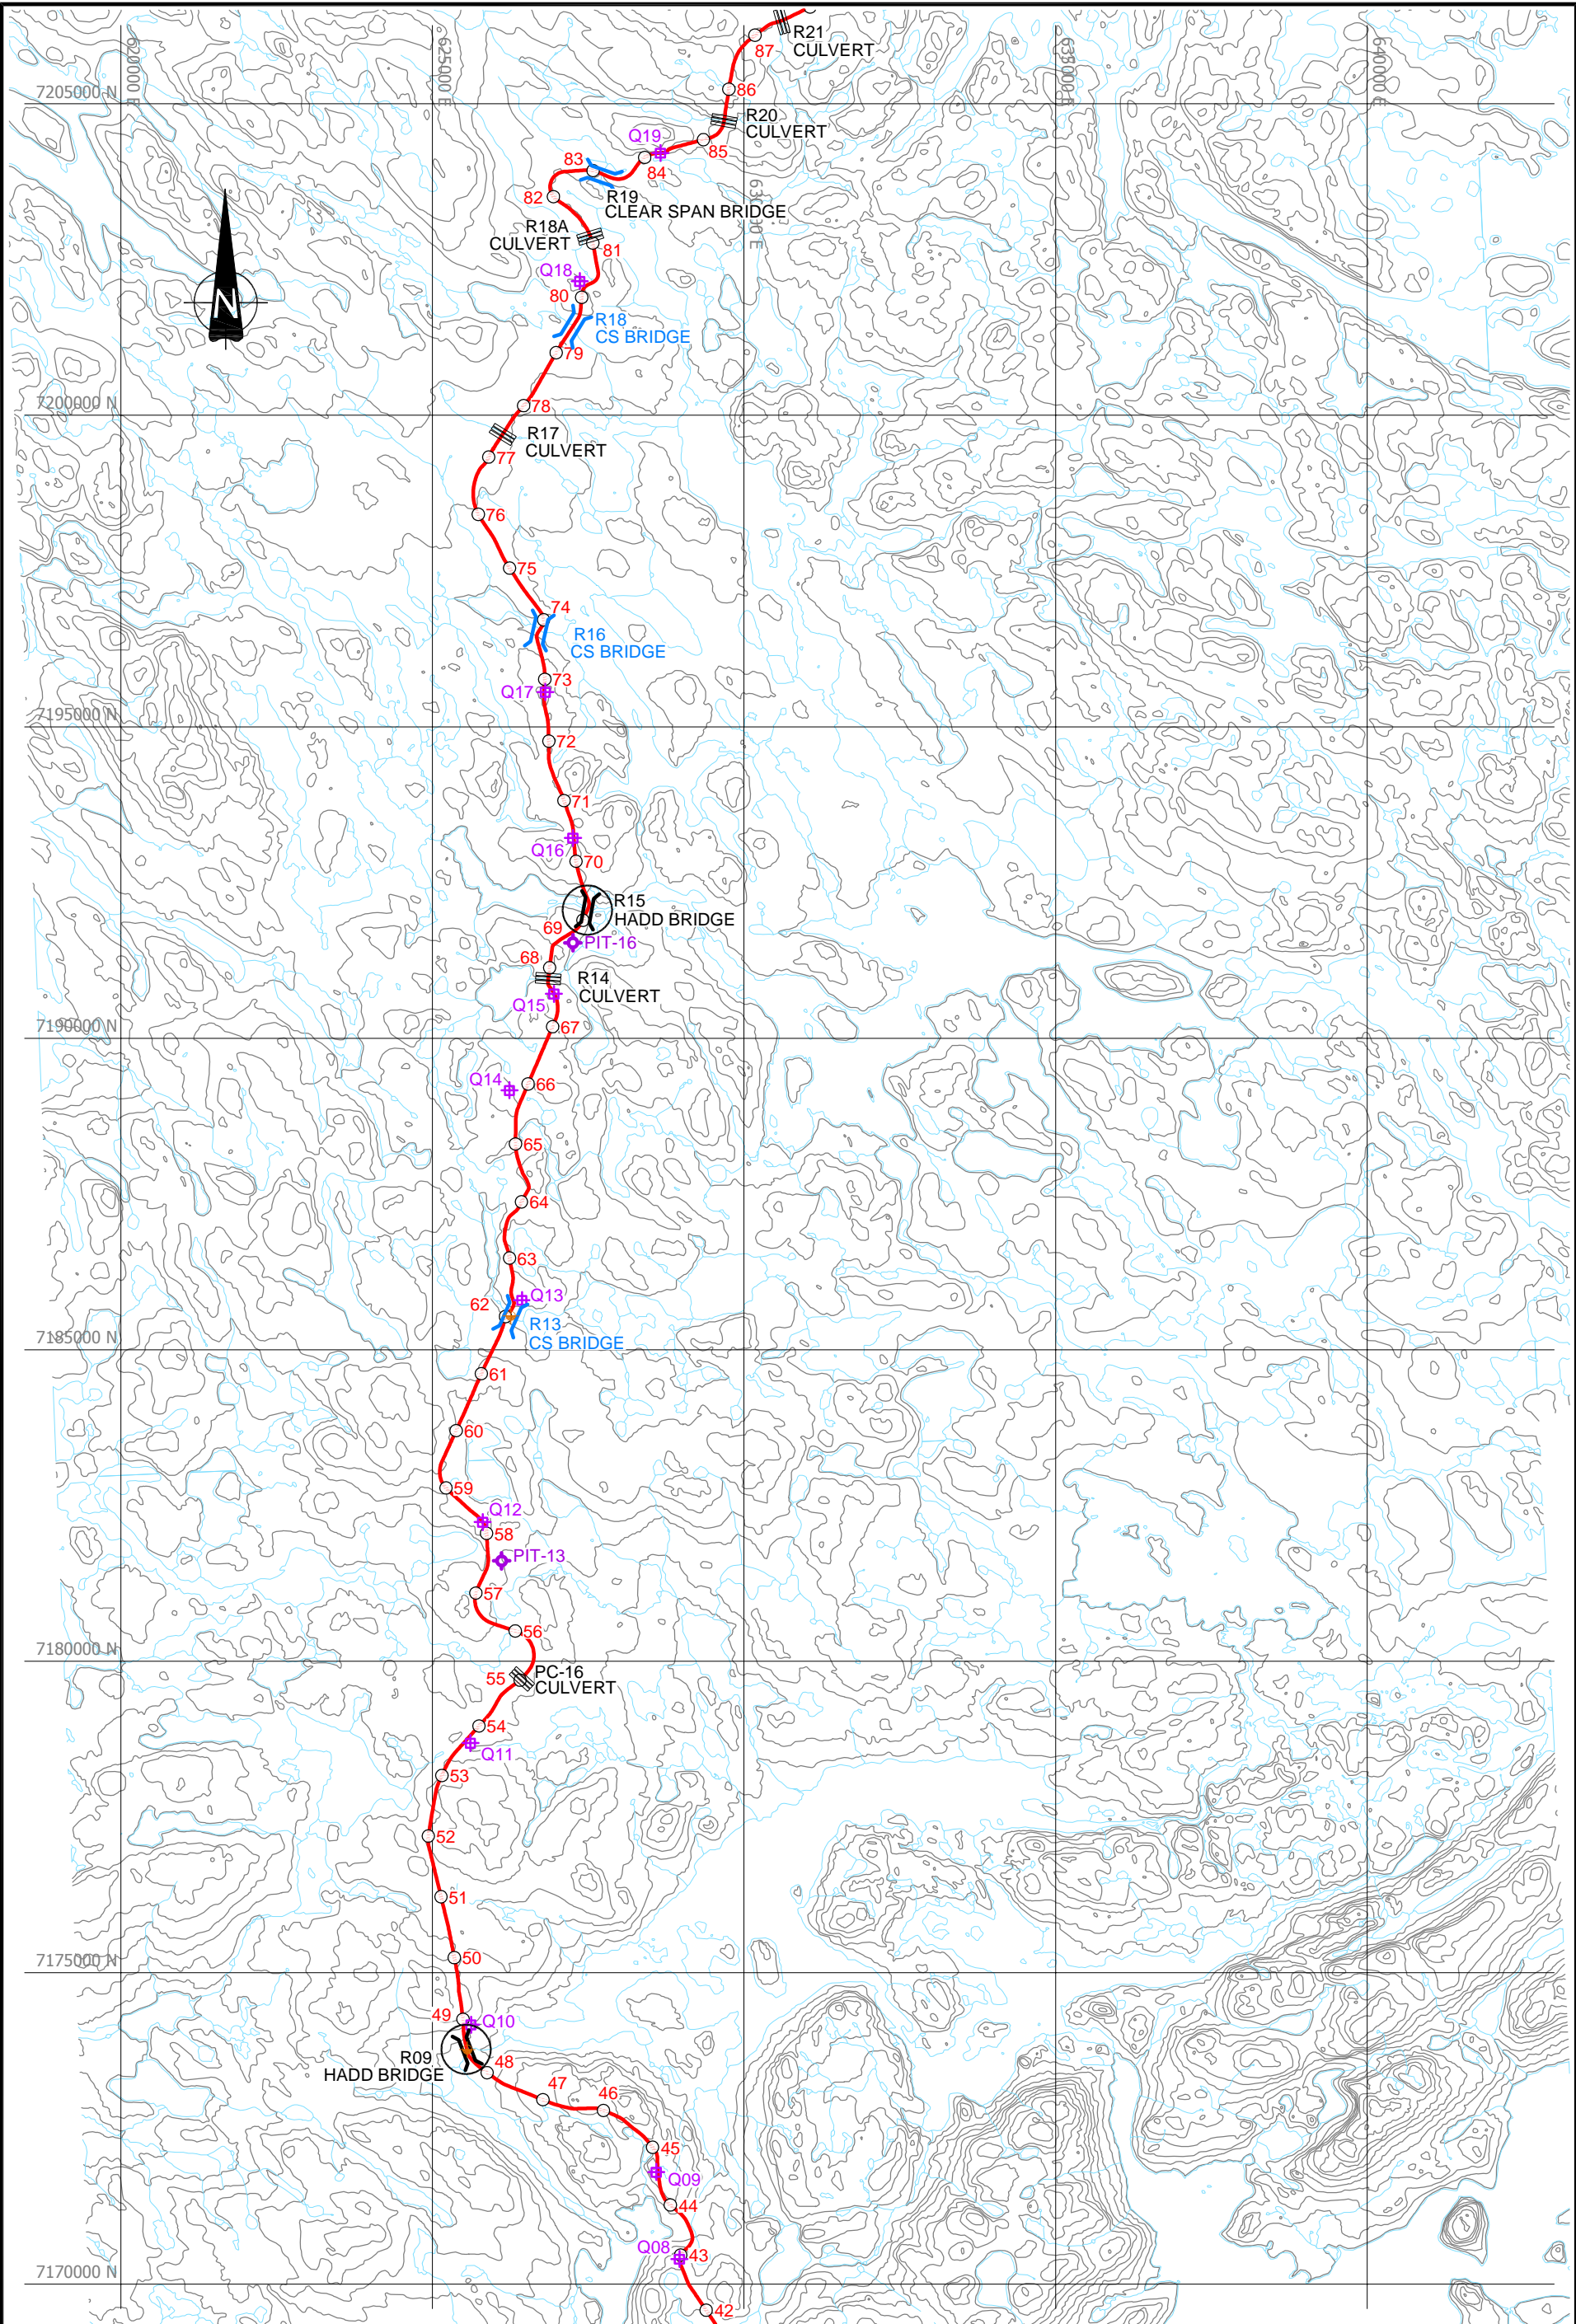 R21
CULVERT
87
620000 E
625000 E
630000 E
635000 E
640000 E
7205000 N
86
R20
CULVERT
Q19
85
83
84
82
R19
CLEAR SPAN BRIDGE
R18A
CULVERT
81
Q18
80
N
R18
CS BRIDGE
79
7200000 N
78
R17
CULVERT
77
76
75
74
R16
CS BRIDGE
73
Q17
7195000 N
72
71
Q16
70
R15
HADD BRIDGE
69
PIT-16
68
R14
CULVERT
Q15
7190000 N
67
Q14
66
65
64
63
Q13
62
R13
CS BRIDGE
7185000 N
61
60
59
Q12
58
PIT-13
57
56
7180000 N
55
PC-16
CULVERT
54
Q11
53
52
51
50
7175000 N
49
Q10
R09
HADD BRIDGE
48
47
46
45
Q09
44
Q08
43
7170000 N
42